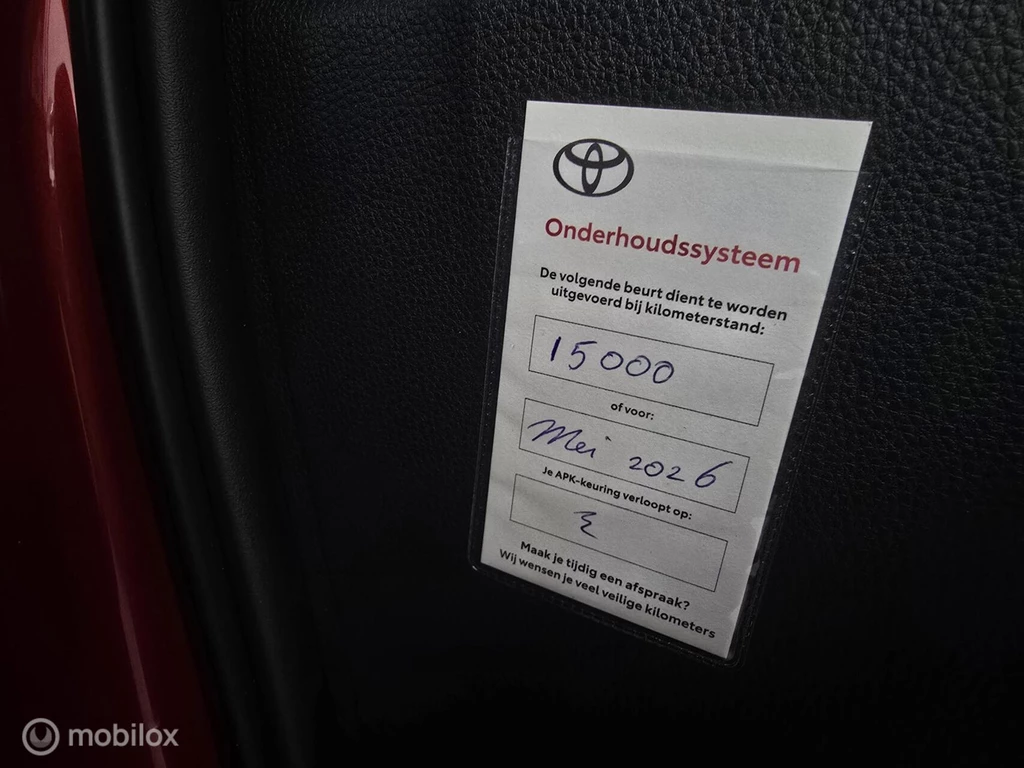 Onderhoudssysteem
De volgende beurt dient te worden
uitgevoerd bij kilometerstand:
15000
of voor:
Mei 2026
Je APK-keuring verloopt op:
Maak je tijdig een afspraak?
Wij wensen je veel veilige kilometers
mobilox